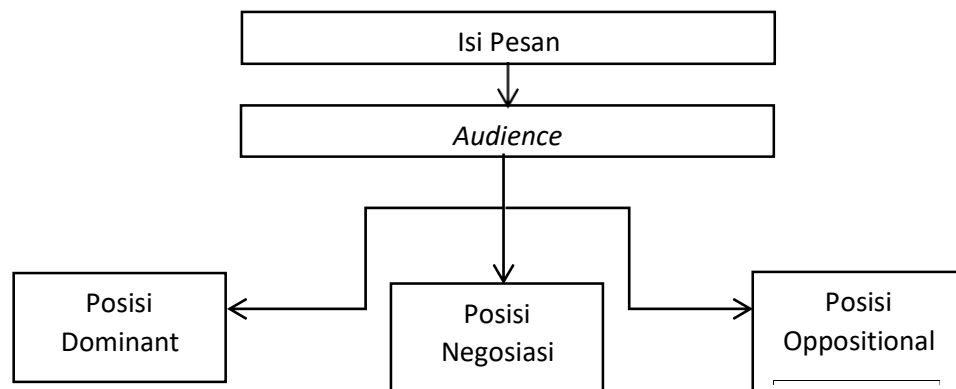 Isi Pesan
Audience
Posisi
Dominant
Posisi
Negosiasi
Posisi
Oppositional